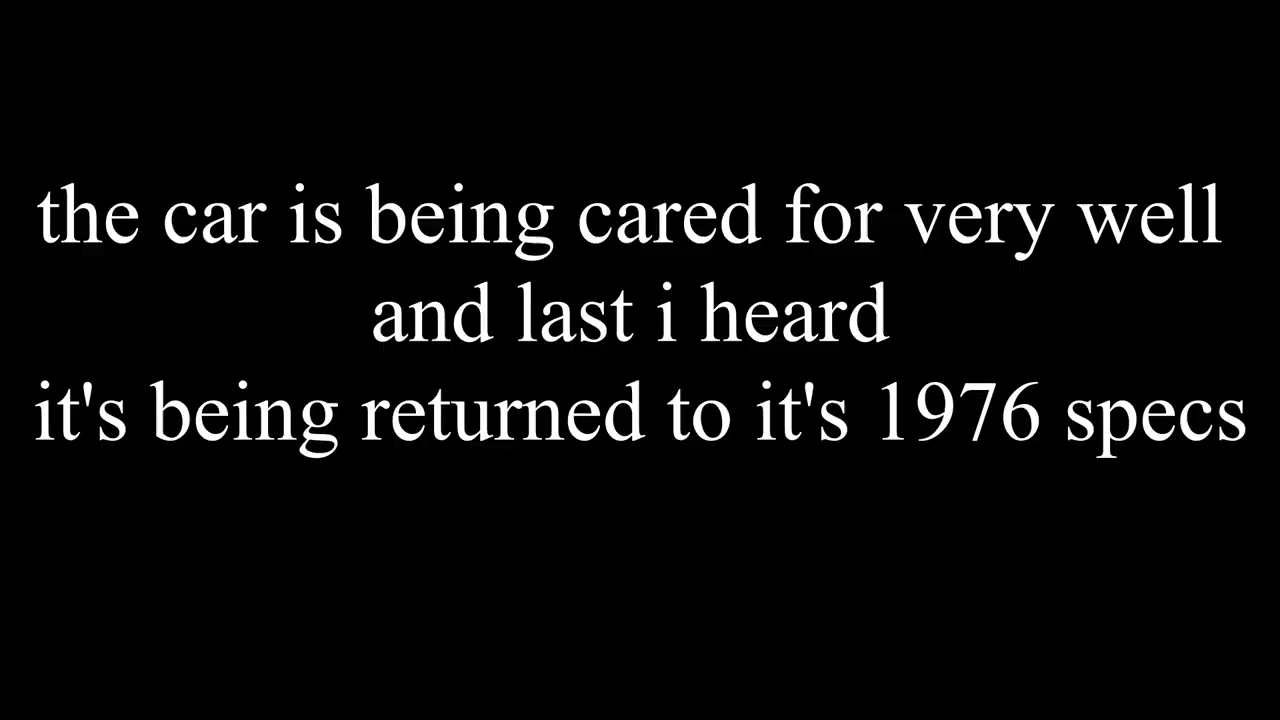 the car is being cared for very well
and last i heard
it's being returned to it's 1976 specs